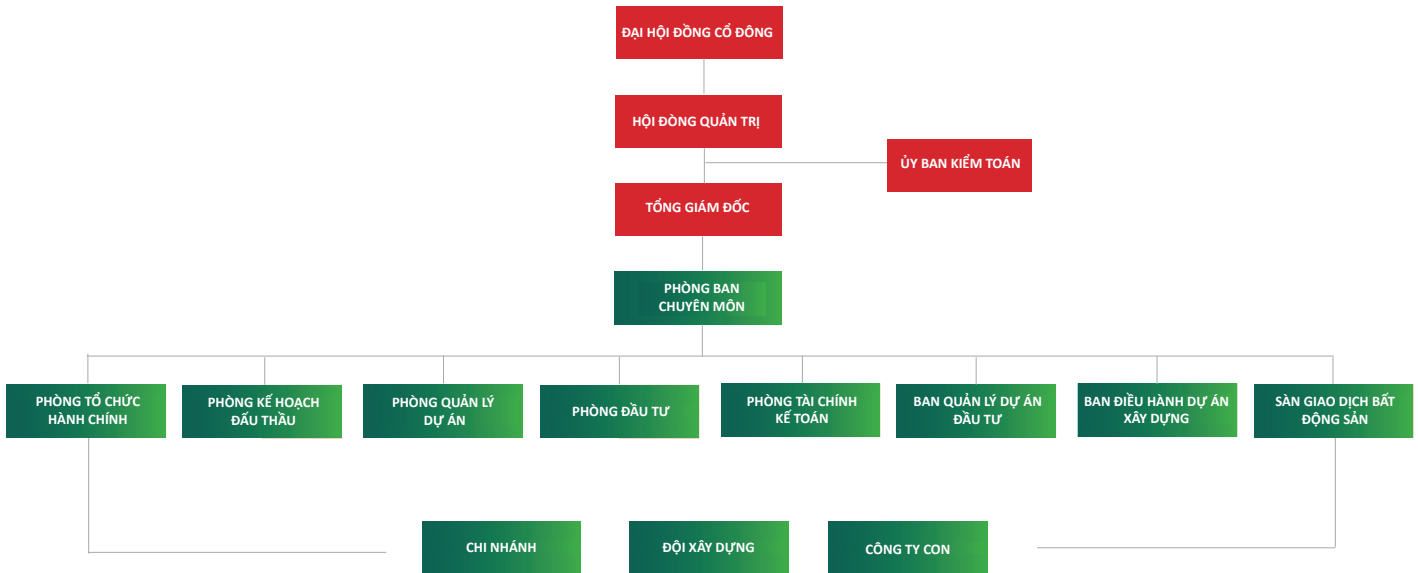 ĐẠI HỘI ĐỒNG CỔ ĐÔNG
HỘI ĐÒNG QUẢN TRỊ
ỦY BAN KIỂM TOÁN
TỔNG GIÁM ĐỐC
PHÒNG BAN
CHUYÊN MÔN
PHÒNG TỔ CHỨC
HÀNH CHÍNH
PHÒNG KẾ HOẠCH
ĐẤU THẦU
PHÒNG QUẢN LÝ
DỰ ÁN
PHÒNG ĐẦU TƯ
PHÒNG TÀI CHÍNH
KẾ TOÁN
BAN QUẢN LÝ DỰ ÁN
ĐẦU TƯ
BAN ĐIỀU HÀNH DỰ ÁN
XÂY DỰNG
SÀN GIAO DỊCH BẤT
ĐỘNG SẢN
CHI NHÁNH
ĐỘI XÂY DỰNG
CÔNG TY CON